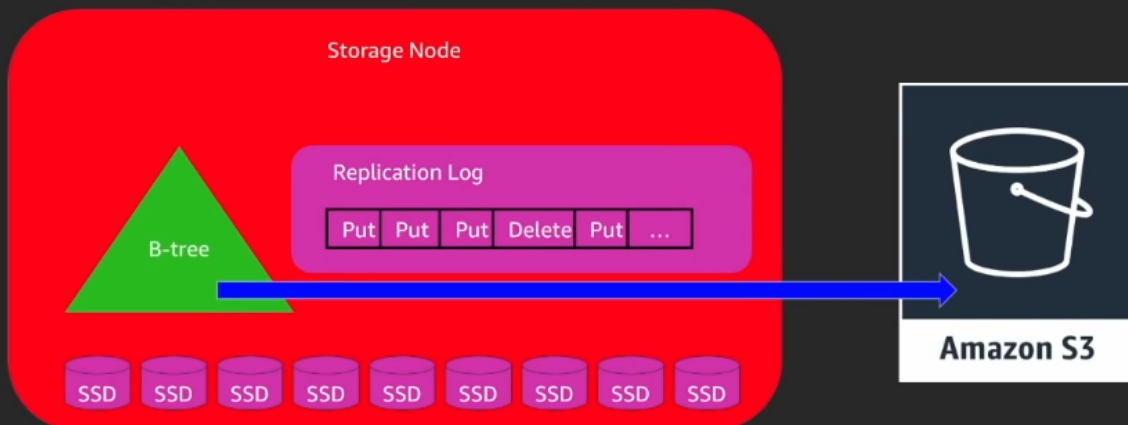 Storage Node
Replication Log
Put Put Put Delete Put ...
B-tree
Amazon S3
SSD SSD SSD SSD SSD SSD SSD SSD SSD